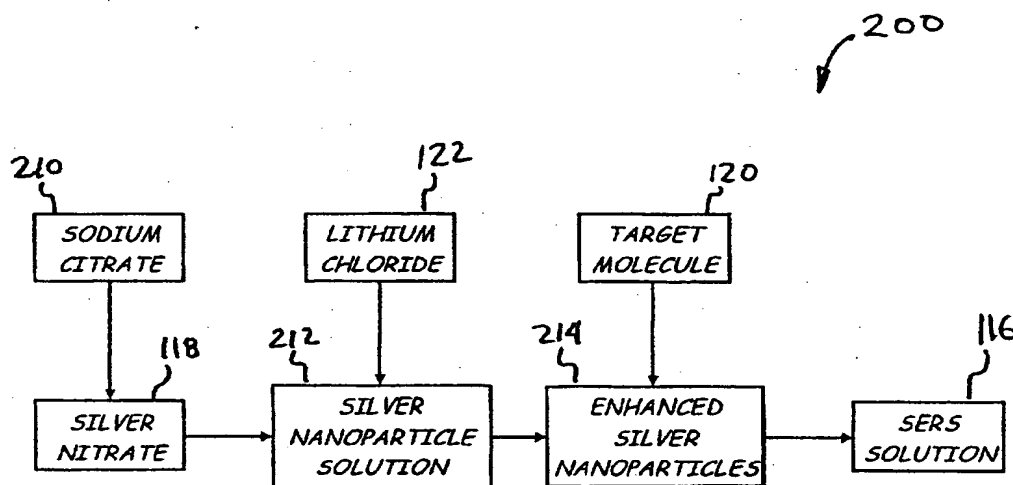 200
210
122
120
SODIUM
CITRATE
LITHIUM
CHLORIDE
TARGET
MOLECULE
118
212
214
116
SILVER
NITRATE
SILVER
NANOPARTICLE
SOLUTION
ENHANCED
SILVER
NANOPARTICLES
SERS
SOLUTION